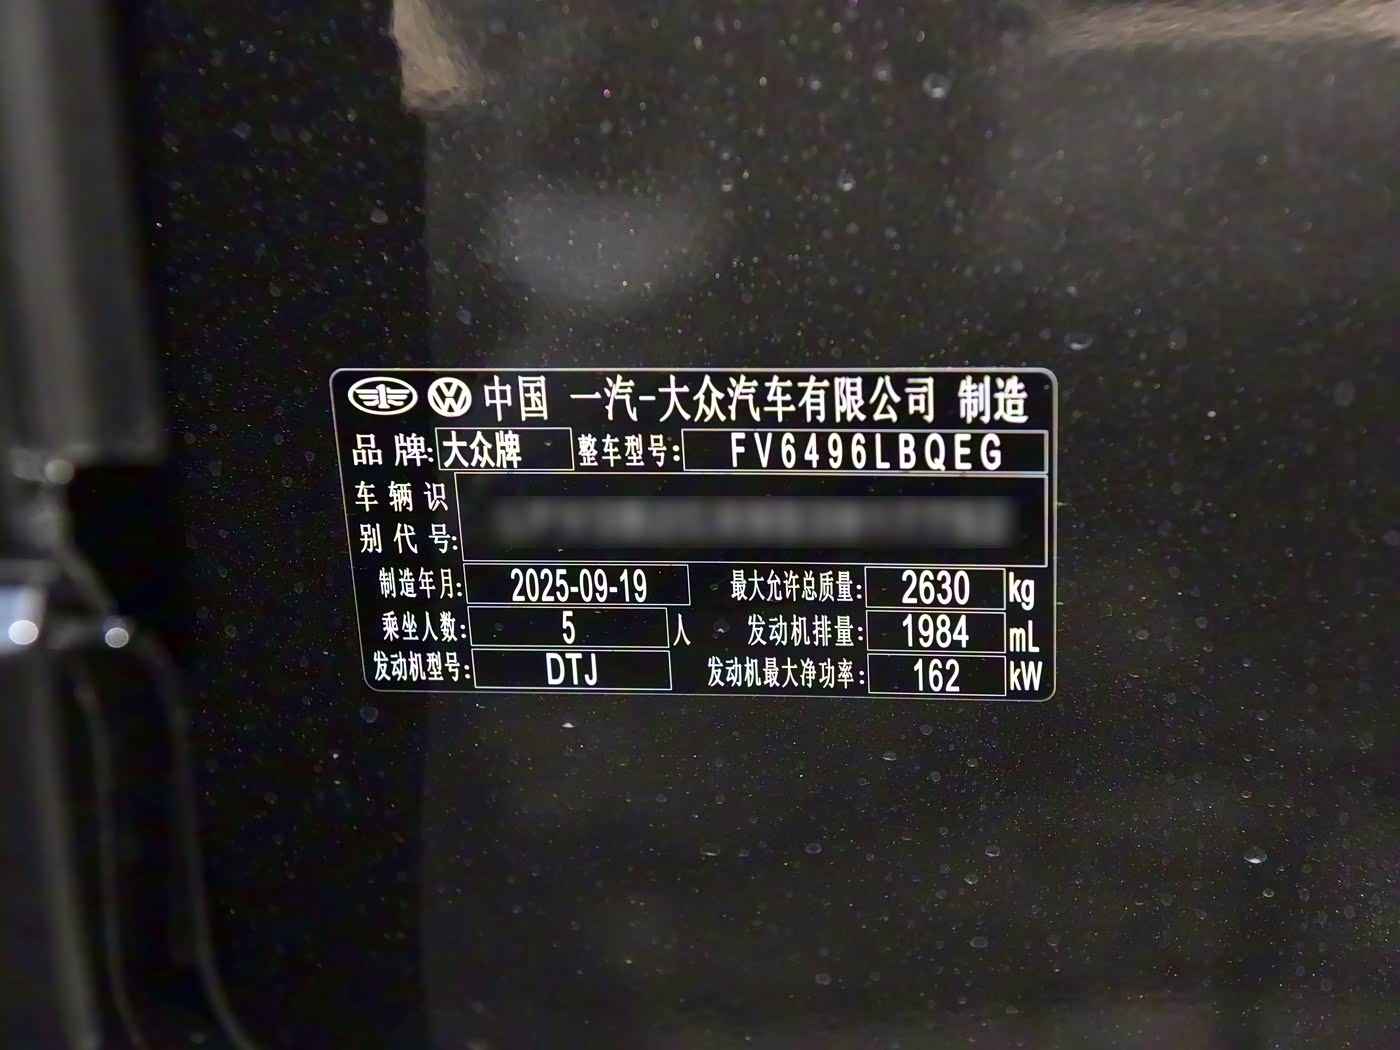 中国 一汽-大众汽车有限公司 制造
品牌: 大众牌 整车型号: FV6496LBQEG
车辆识
别代号:
制造年月: 2025-09-19 最大允许总质量: 2630 kg
乘坐人数: 5 人 发动机排量: 1984 mL
发动机型号: DTJ 发动机最大净功率: 162 kW